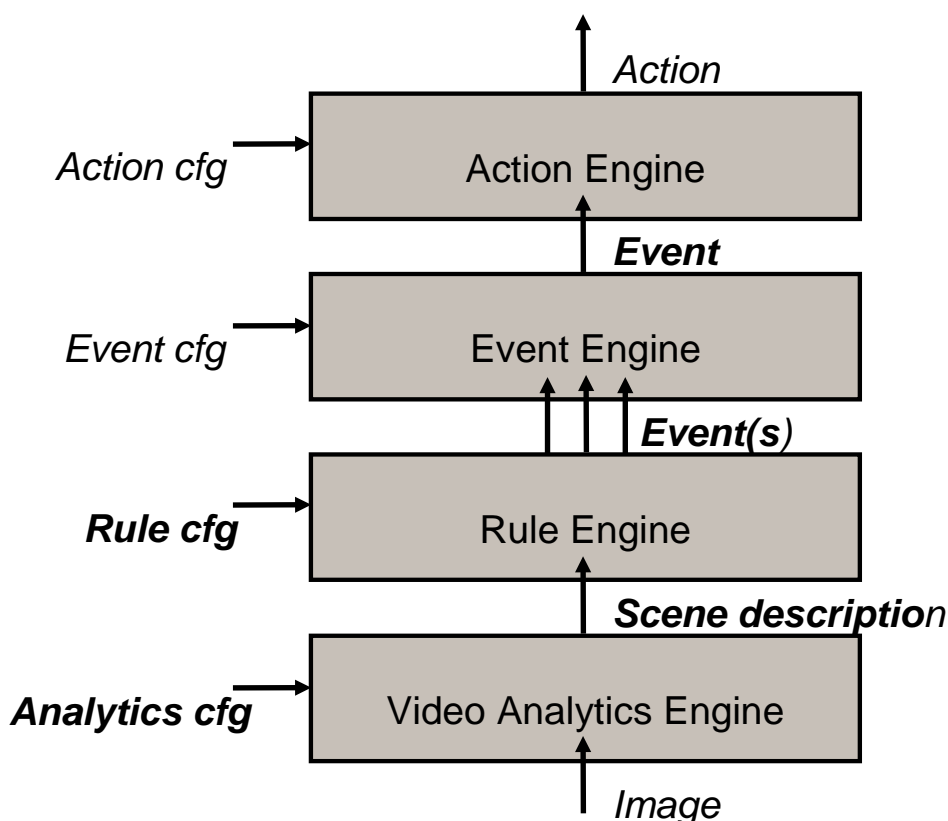 Action
Action cfg
Action Engine
Event
Event cfg
Event Engine
Event(s)
Rule cfg
Rule Engine
Scene description
Analytics cfg
Video Analytics Engine
Image